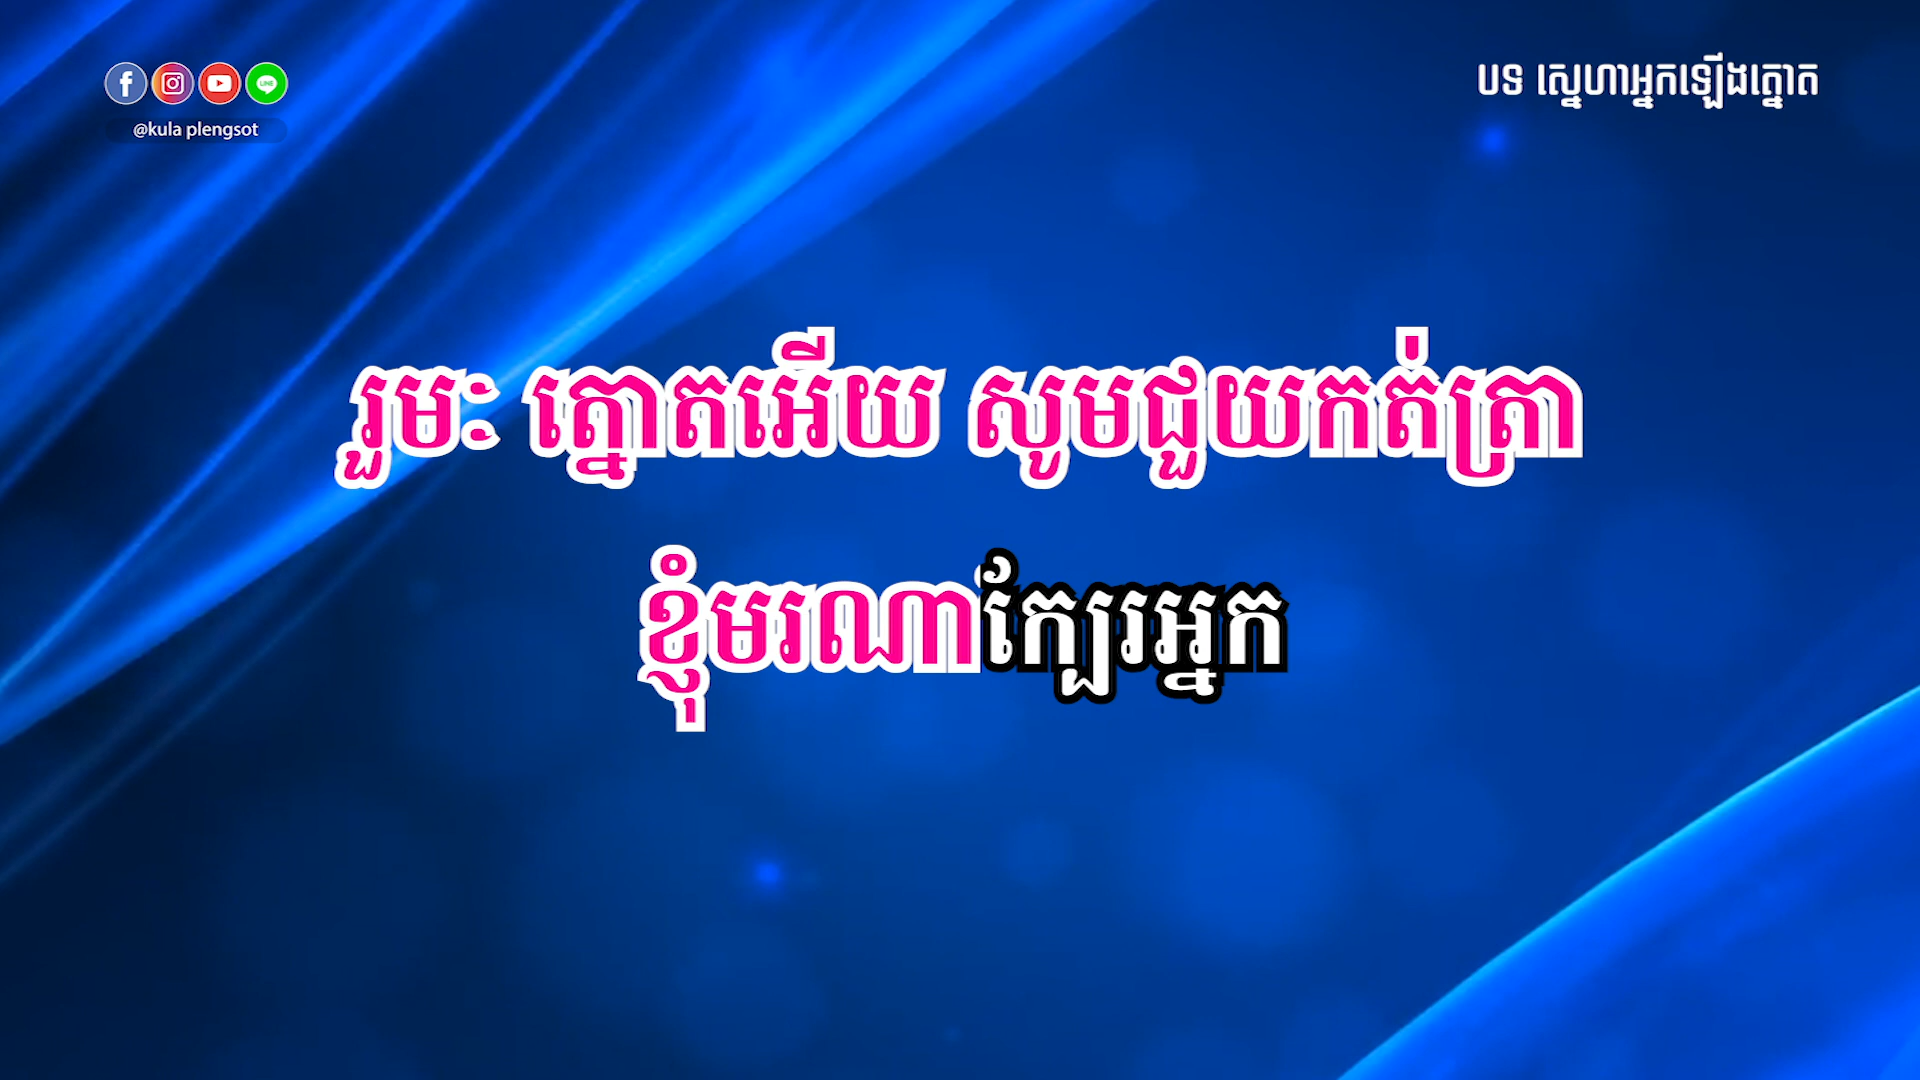 @kula plengsot
បទ ស្នេហាអ្នកឡើងត្នោត
រួមះ ត្នោតអើយ សូមជួយកត់ត្រា
ខ្ញុំមរណាក្បែរអ្នក